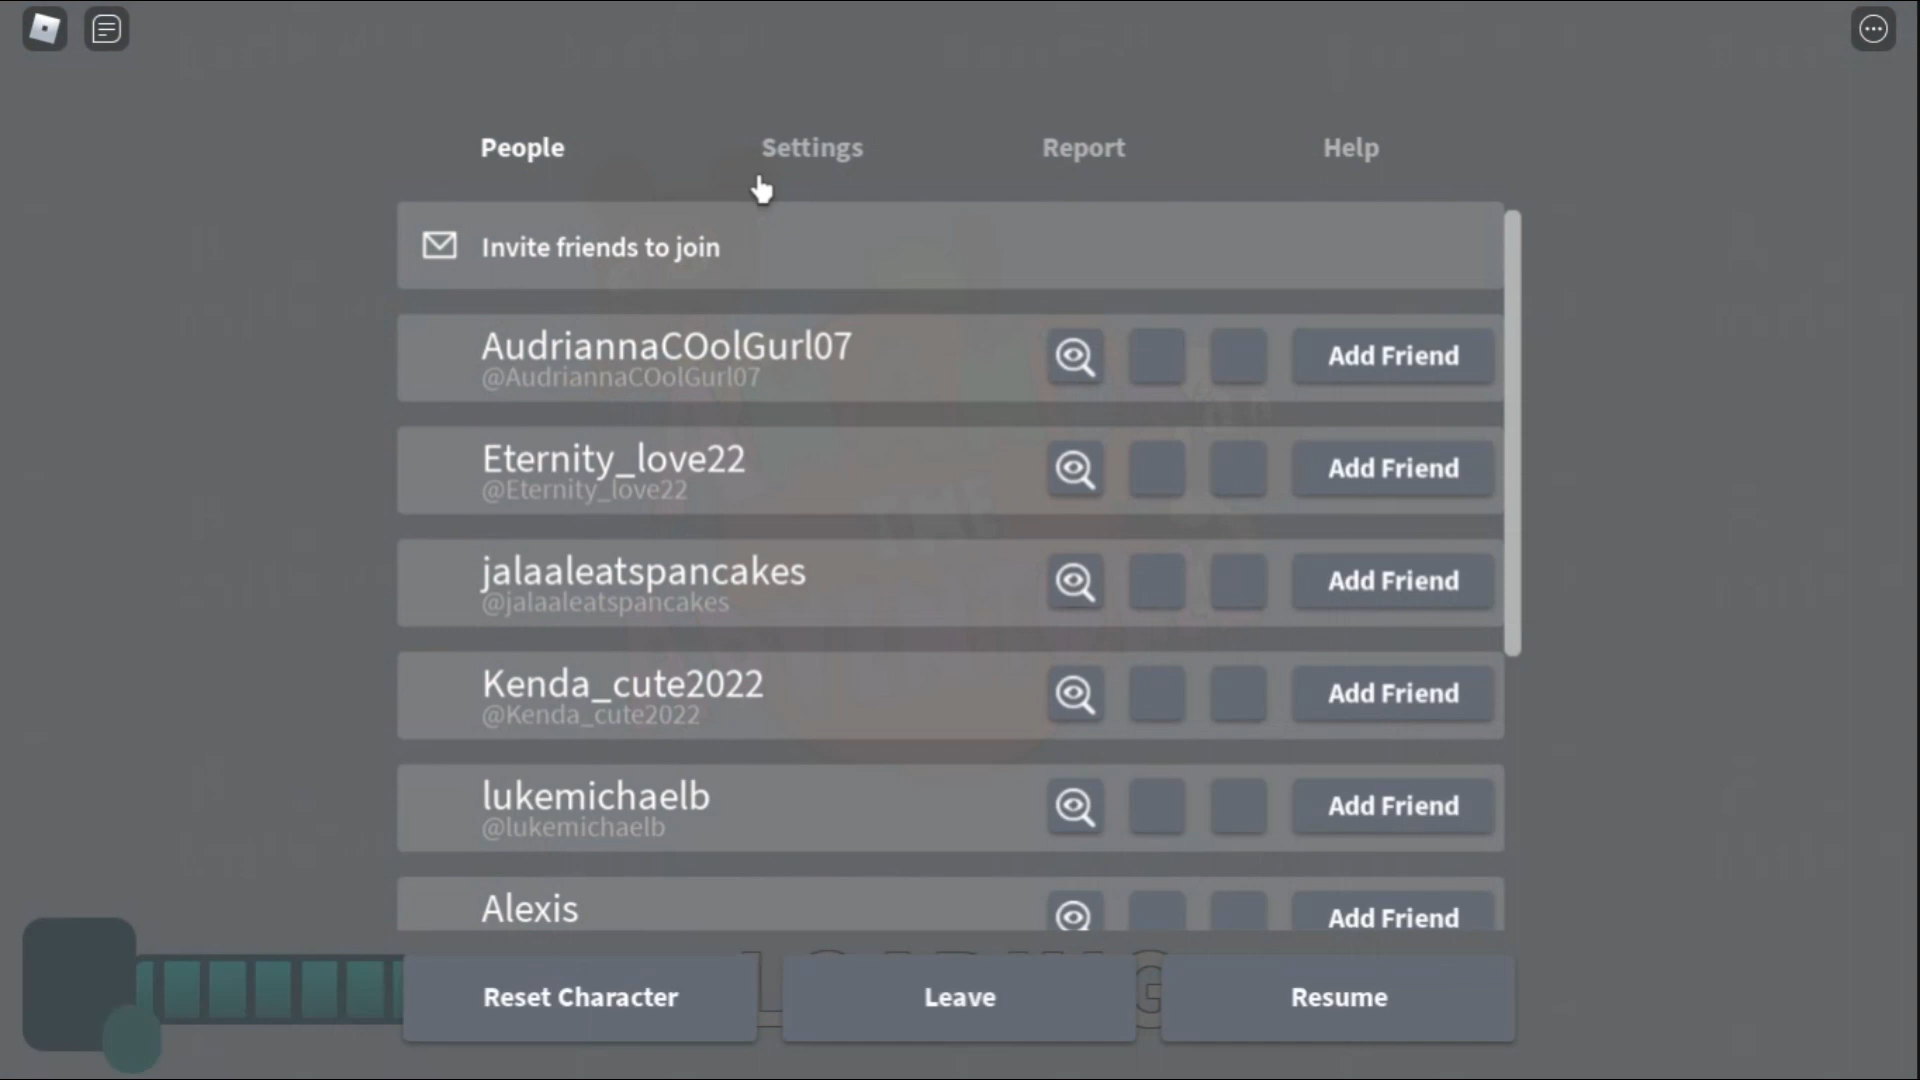 People Settings Report Help
Invite friends to join
AudriannaCOolGurl07 Add Friend
@AudriannaCOolGurl07
Eternity_love22 Add Friend
@Eternity_love22
jalaaleatspancakes Add Friend
@jalaaleatspancakes
Kenda_cute2022 Add Friend
@Kenda_cute2022
lukemichaelb Add Friend
@lukemichaelb
Alexis Add Friend
LOADING
Reset Character Leave Resume